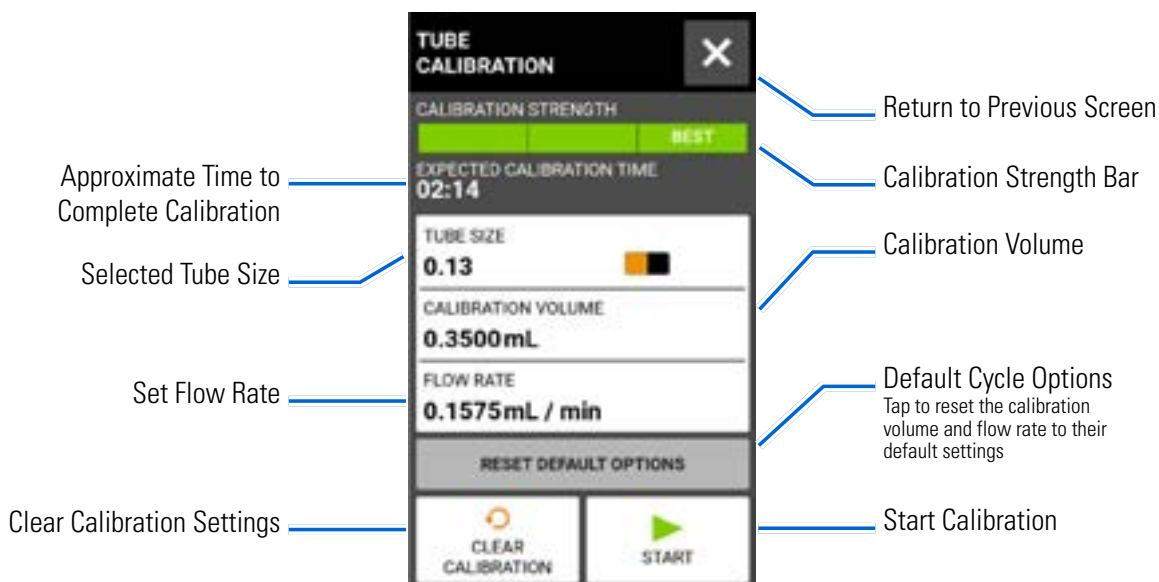 TUBE
CALIBRATION
CALIBRATION STRENGTH
BEST
EXPECTED CALIBRATION TIME
02:14
TUBE SIZE
0.13
CALIBRATION VOLUME
0.3500mL
FLOW RATE
0.1575mL / min
RESET DEFAULT OPTIONS
CLEAR
CALIBRATION
START
Approximate Time to
Complete Calibration
Selected Tube Size
Set Flow Rate
Clear Calibration Settings
Return to Previous Screen
Calibration Strength Bar
Calibration Volume
Default Cycle Options
Tap to reset the calibration
volume and flow rate to their
default settings
Start Calibration